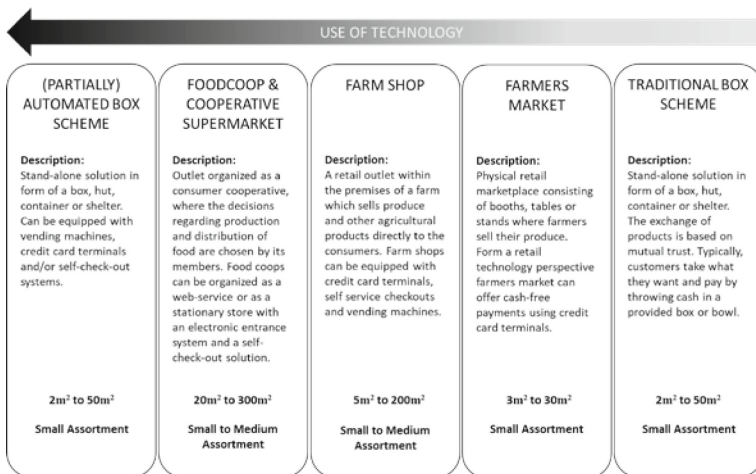 USE OF TECHNOLOGY
(PARTIALLY)
AUTOMATED BOX
SCHEME
Description:
Stand-alone solution in
form of a box, hut,
container or shelter.
Can be equipped with
vending machines,
credit card terminals
and/or self-check-out
systems.
2m² to 50m²
Small Assortment
FOODCOOP &
COOPERATIVE
SUPERMARKET
Description:
Outlet organized as a
consumer cooperative,
where the decisions
regarding production
and distribution of
food are chosen by its
members. Food coops
can be organized as a
web-service or as a
stationary store with
an electronic entrance
system and a self-
check-out solution.
20m² to 300m²
Small to Medium
Assortment
FARM SHOP
Description:
A retail outlet within
the premises of a farm
which sells produce
and other agricultural
products directly to the
consumers. Farm shops
can be equipped with
credit card terminals,
self service checkouts
and vending machines.
5m² to 200m²
Small to Medium
Assortment
FARMERS
MARKET
Description:
Physical retail
marketplace consisting
of booths, tables or
stands where farmers
sell their produce.
Form a retail
technology perspective
farmers market can
offer cash-free
payments using credit
card terminals.
3m² to 30m²
Small Assortment
TRADITIONAL BOX
SCHEME
Description:
Stand-alone solution in
form of a box, hut,
container or shelter.
The exchange of
products is based on
mutual trust. Typically,
customers take what
they want and pay by
throwing cash in a
provided box or bowl.
2m² to 50m²
Small Assortment